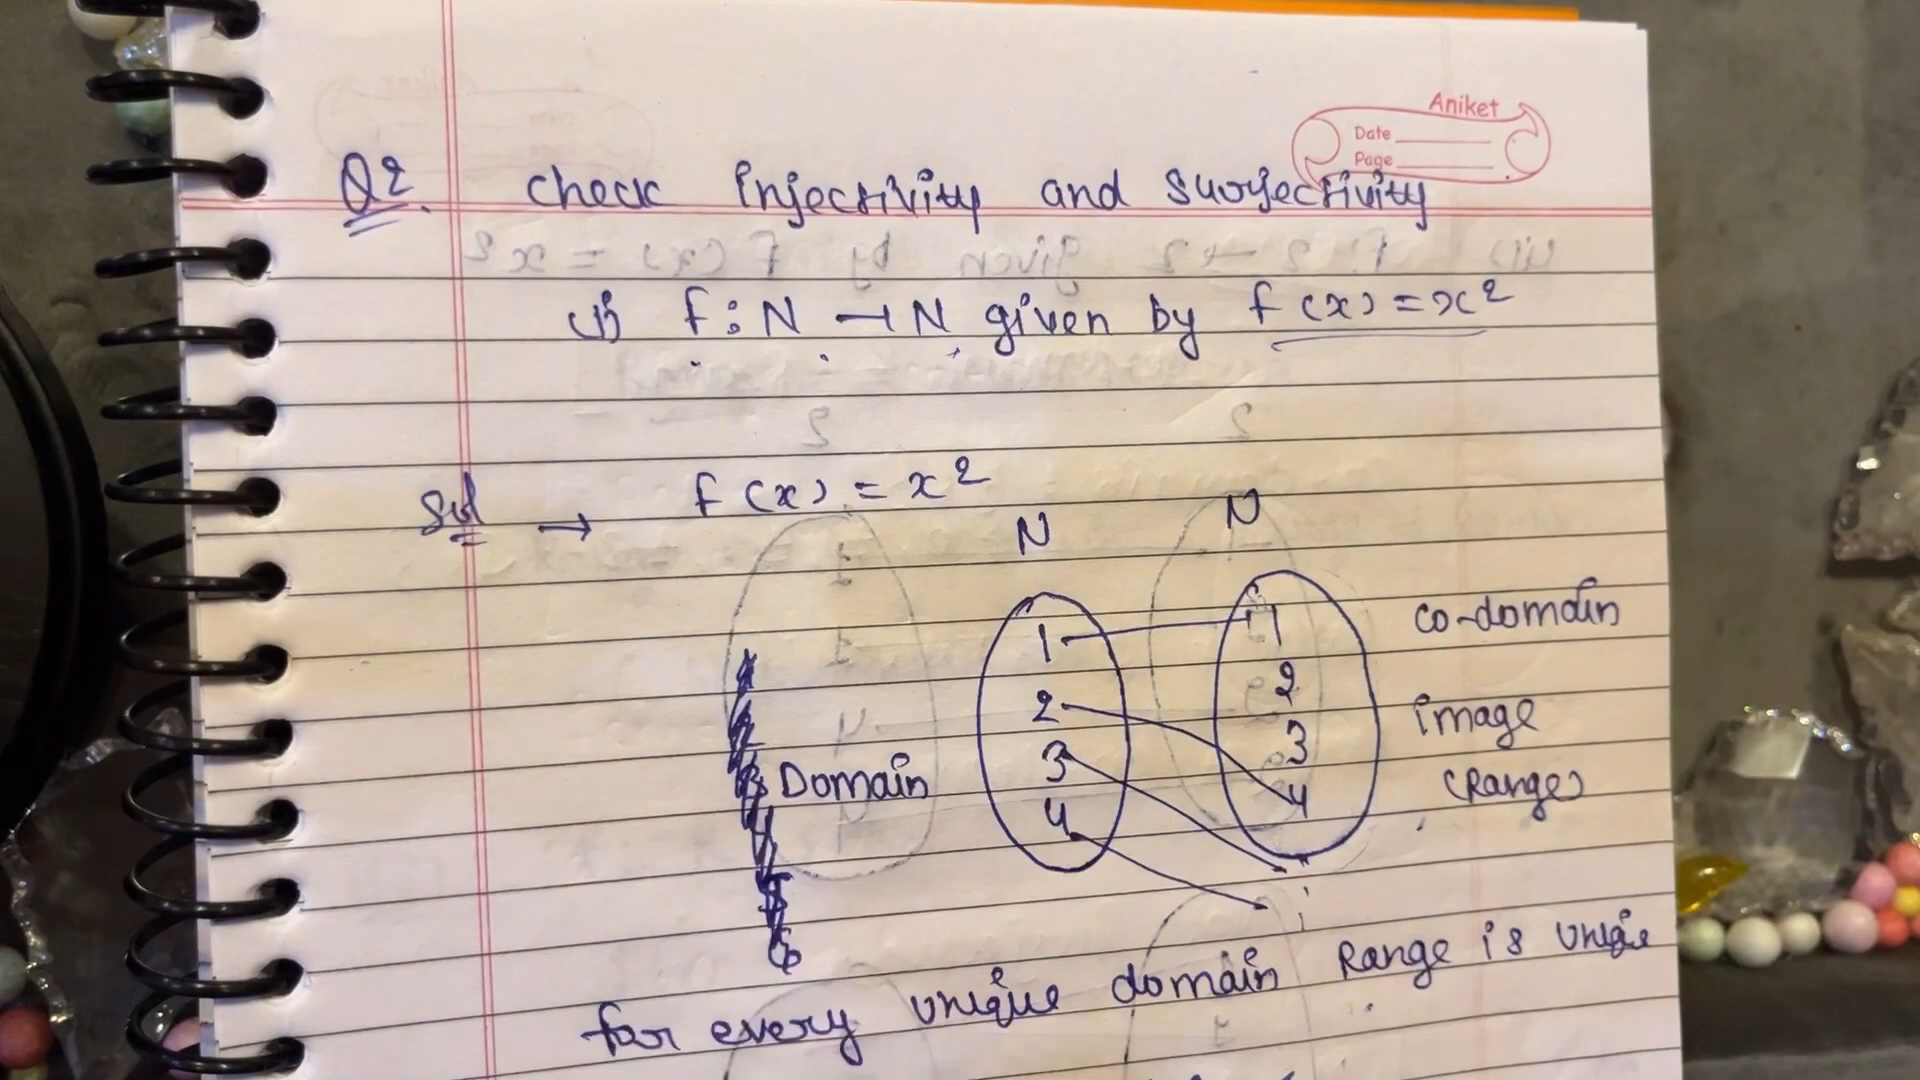 Aniket
Date
Page
Q2. Check injectivity and surjectivity
(i) f : N → N given by f(x) = x²
Sol → f(x) = x²
N N
1 1 co-domain
2 2 image
Domain 3 3 (Range)
4 4
for every unique domain Range is uniqe